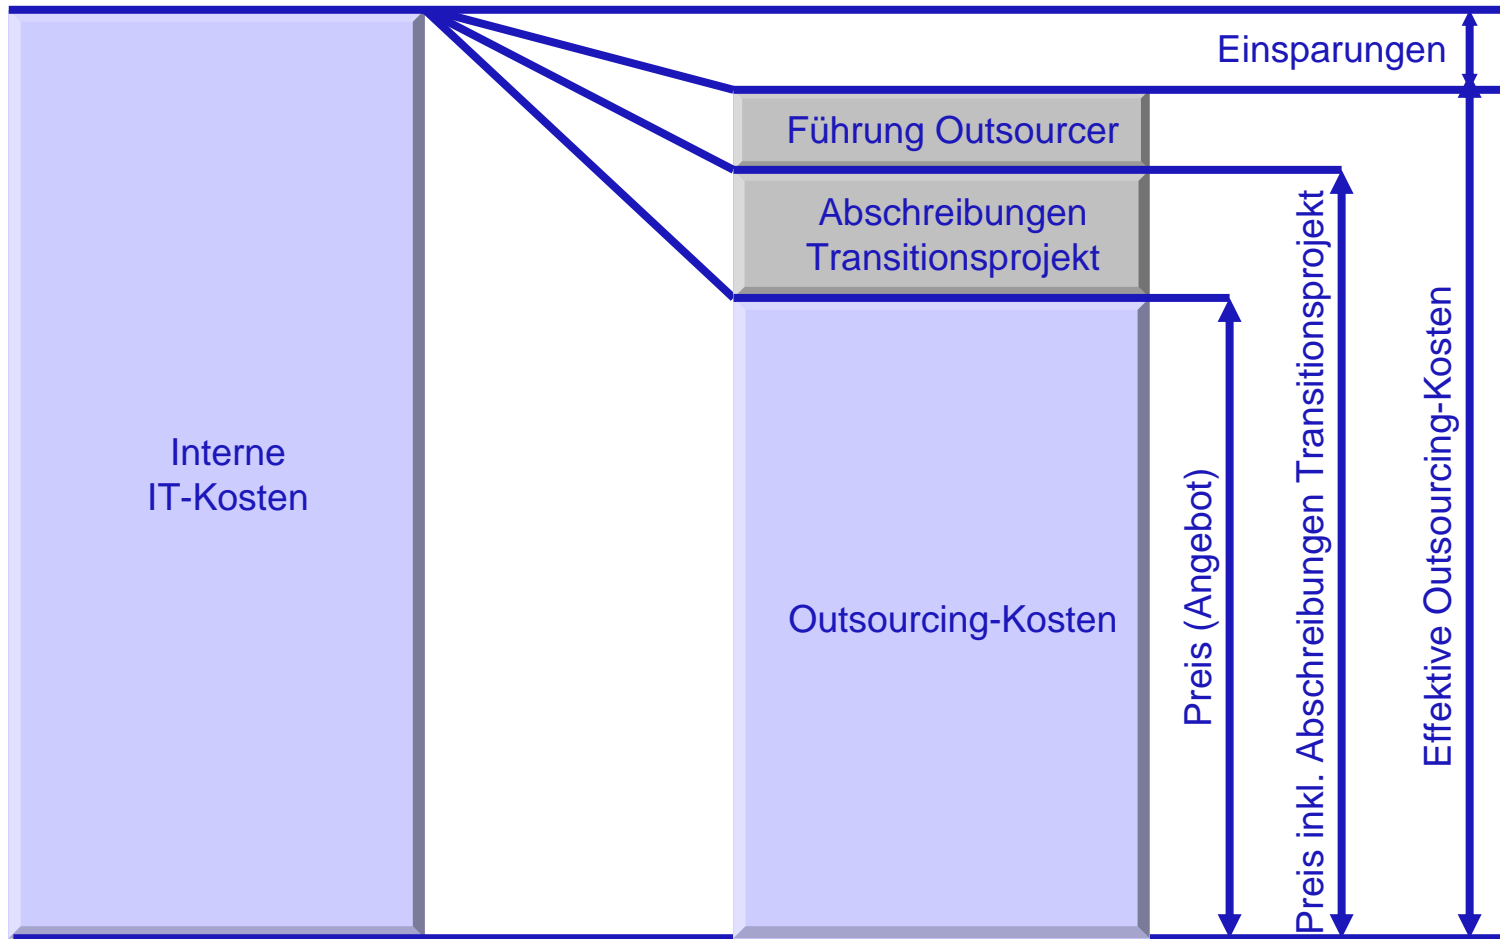 Einsparungen
Führung Outsourcer
Abschreibungen
Transitionsprojekt
Interne
IT-Kosten
Outsourcing-Kosten
Preis (Angebot)
Preis inkl. Abschreibungen Transitionsprojekt
Effektive Outsourcing-Kosten